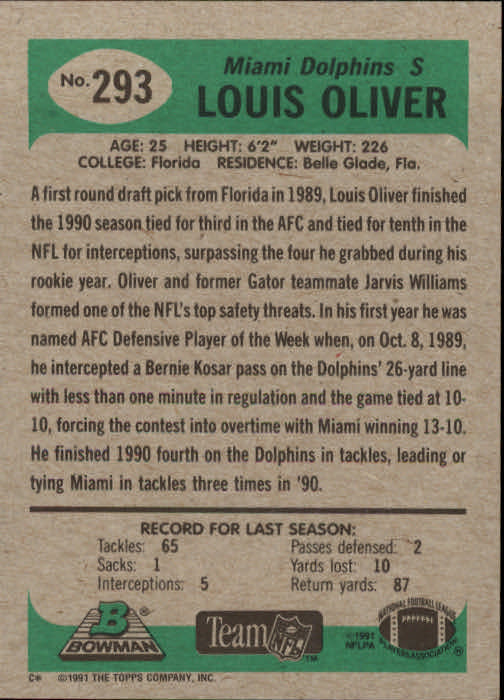 No. 293
Miami Dolphins S
LOUIS OLIVER
AGE: 25 HEIGHT: 6'2" WEIGHT: 226
COLLEGE: Florida RESIDENCE: Belle Glade, Fla.
A first round draft pick from Florida in 1989, Louis Oliver finished
the 1990 season tied for third in the AFC and tied for tenth in the
NFL for interceptions, surpassing the four he grabbed during his
rookie year. Oliver and former Gator teammate Jarvis Williams
formed one of the NFL's top safety threats. In his first year he was
named AFC Defensive Player of the Week when, on Oct. 8, 1989,
he intercepted a Bernie Kosar pass on the Dolphins' 26-yard line
with less than one minute in regulation and the game tied at 10-
10, forcing the contest into overtime with Miami winning 13-10.
He finished 1990 fourth on the Dolphins in tackles, leading or
tying Miami in tackles three times in '90.
RECORD FOR LAST SEASON:
Tackles: 65 Passes defensed: 2
Sacks: 1 Yards lost: 10
Interceptions: 5 Return yards: 87
B®
BOWMAN®
Team NFL™
©1991
NFLPA
NATIONAL FOOTBALL LEAGUE
PLAYERS ASSOCIATION®
C* ©1991 THE TOPPS COMPANY, INC.